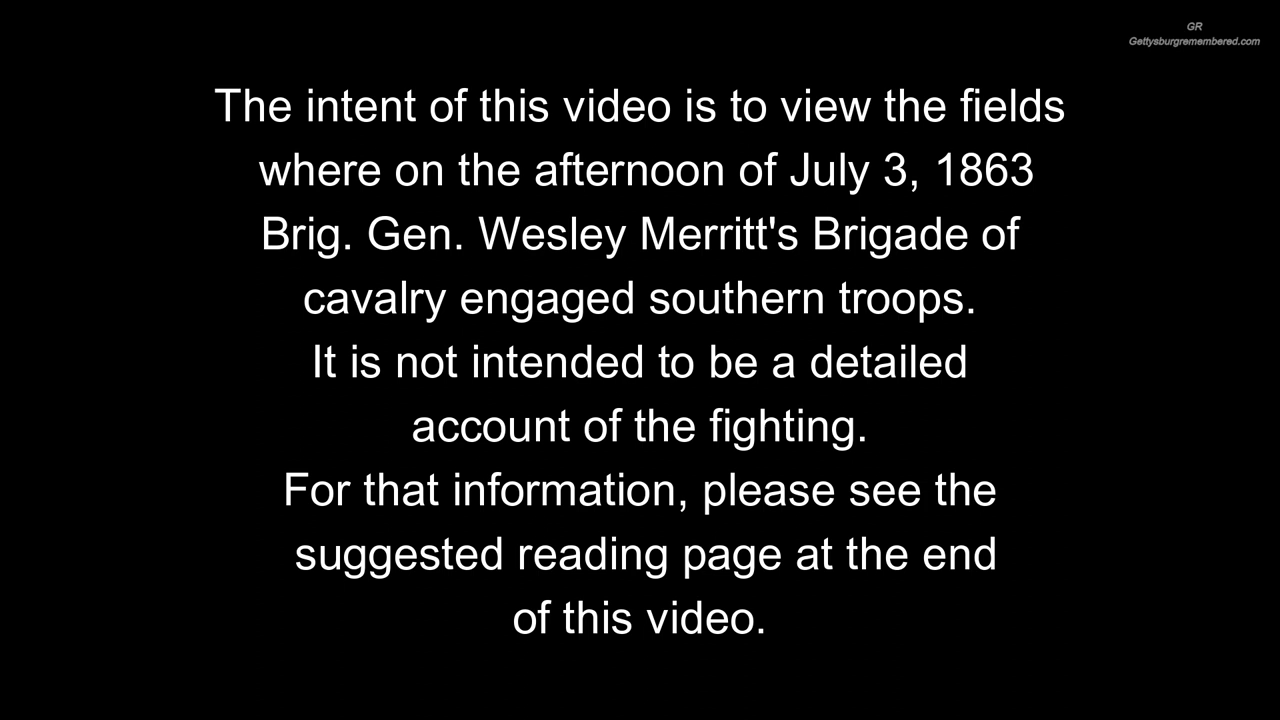 GR
Gettysburgremembered.com
The intent of this video is to view the fields
where on the afternoon of July 3, 1863
Brig. Gen. Wesley Merritt's Brigade of
cavalry engaged southern troops.
It is not intended to be a detailed
account of the fighting.
For that information, please see the
suggested reading page at the end
of this video.